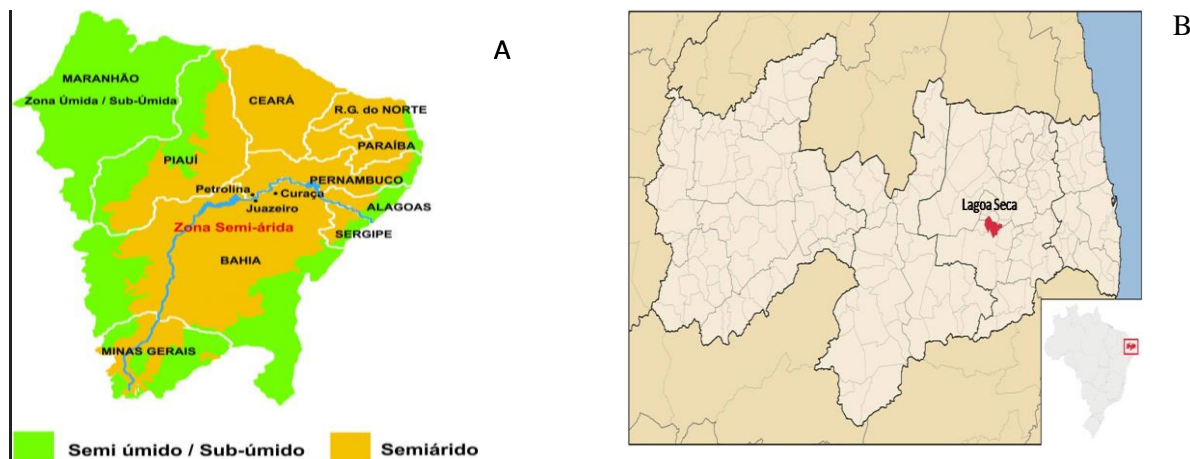 A
MARANHÃO
Zona Úmida / Sub-Úmida
CEARÁ
R.G. do NORTE
PARAÍBA
PIAUÍ
PERNAMBUCO
Petrolina
Curaça
Juazeiro
ALAGOAS
Zona Semi-árida
SERGIPE
BAHIA
MINAS GERAIS
Semi úmido / Sub-úmido
Semiárido
B
Lagoa Seca